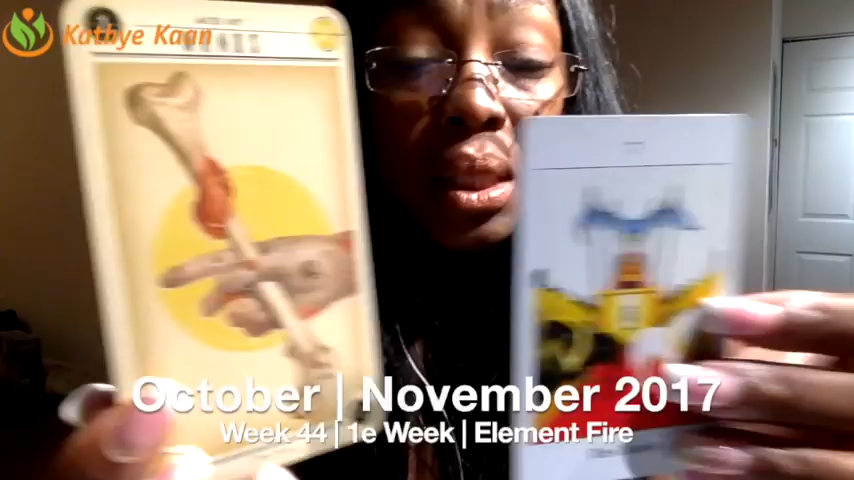 Kathye Kaan
October | November 2017
Week 44 | 1e Week | Element Fire